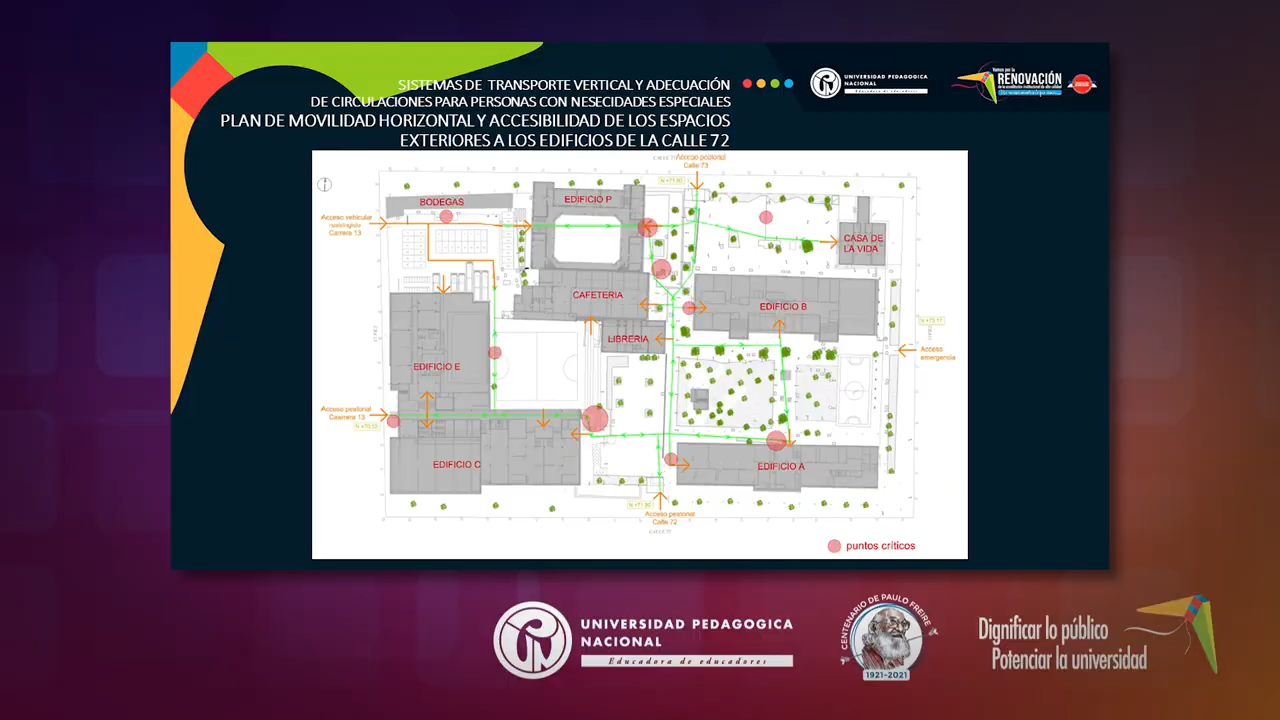 SISTEMAS DE TRANSPORTE VERTICAL Y ADECUACIÓN
DE CIRCULACIONES PARA PERSONAS CON NESECIDADES ESPECIALES
PLAN DE MOVILIDAD HORIZONTAL Y ACCESIBILIDAD DE LOS ESPACIOS
EXTERIORES A LOS EDIFICIOS DE LA CALLE 72
UNIVERSIDAD PEDAGOGICA
NACIONAL
Educadora de educadores
RENOVACIÓN
Acceso peatonal
Calle 73
BODEGAS
EDIFICIO P
Acceso vehicular
restringido
Carrera 13
CASA DE
LA VIDA
CAFETERIA
EDIFICIO B
LIBRERIA
Acceso
emergencia
EDIFICIO E
Acceso peatonal
Carrera 13
EDIFICIO C
EDIFICIO A
Acceso peatonal
Calle 72
puntos críticos
UNIVERSIDAD PEDAGOGICA
NACIONAL
Educadora de educadores
CENTENARIO DE PAULO FREIRE
1921-2021
Dignificar lo público
Potenciar la universidad